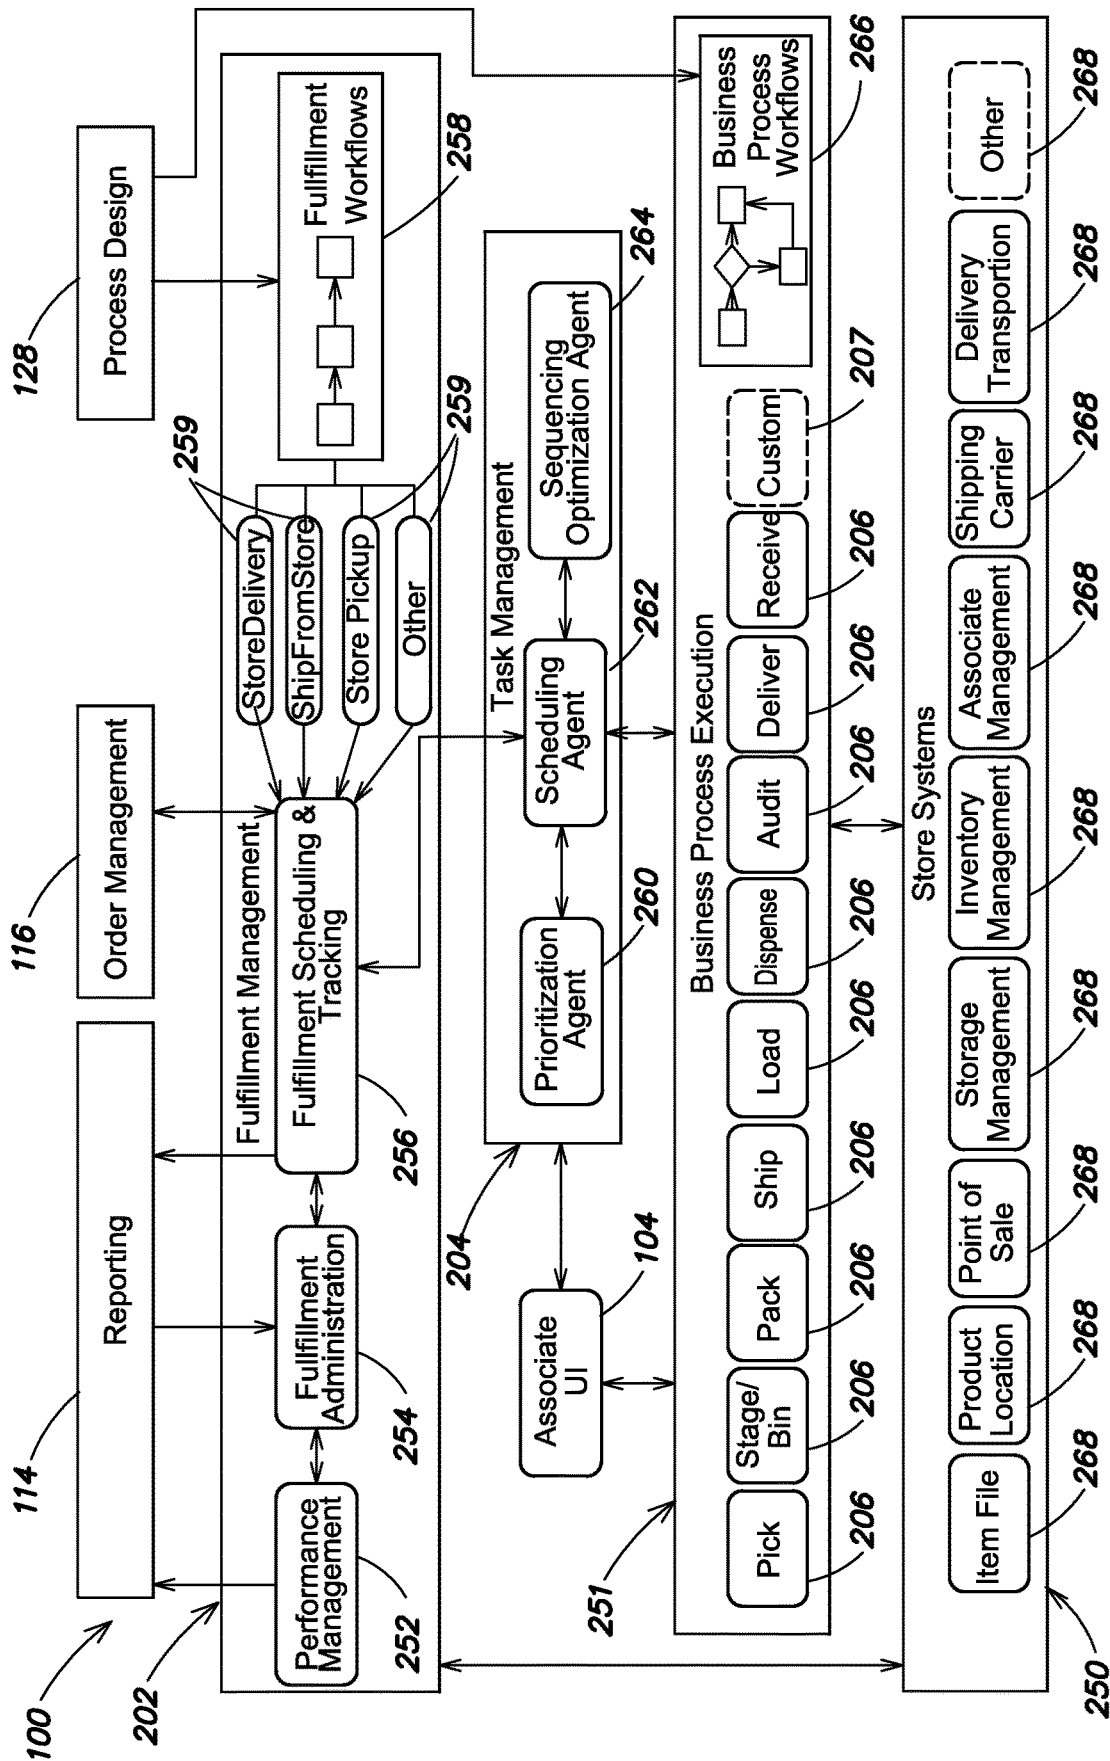 100
114
116
128
Reporting
Order Management
Process Design
202
Fulfillment Management
Performance
Management
252
Fulfillment
Administration
254
Fulfillment Scheduling &
Tracking
256
StoreDelivery
ShipFromStore
Store Pickup
Other
259
259
Fullfillment
Workflows
258
204
Task Management
Associate
UI
104
Prioritization
Agent
260
Scheduling
Agent
262
Sequencing
Optimization Agent
264
251
Business Process Execution
Pick
206
Stage/
Bin
206
Pack
206
Ship
206
Load
206
Dispense
206
Audit
206
Deliver
206
Receive
206
Custom
207
Business
Process
Workflows
266
Store Systems
Item File
268
Product
Location
268
Point of
Sale
268
Storage
Management
268
Inventory
Management
268
Associate
Management
268
Shipping
Carrier
268
Delivery
Transportion
268
Other
268
250